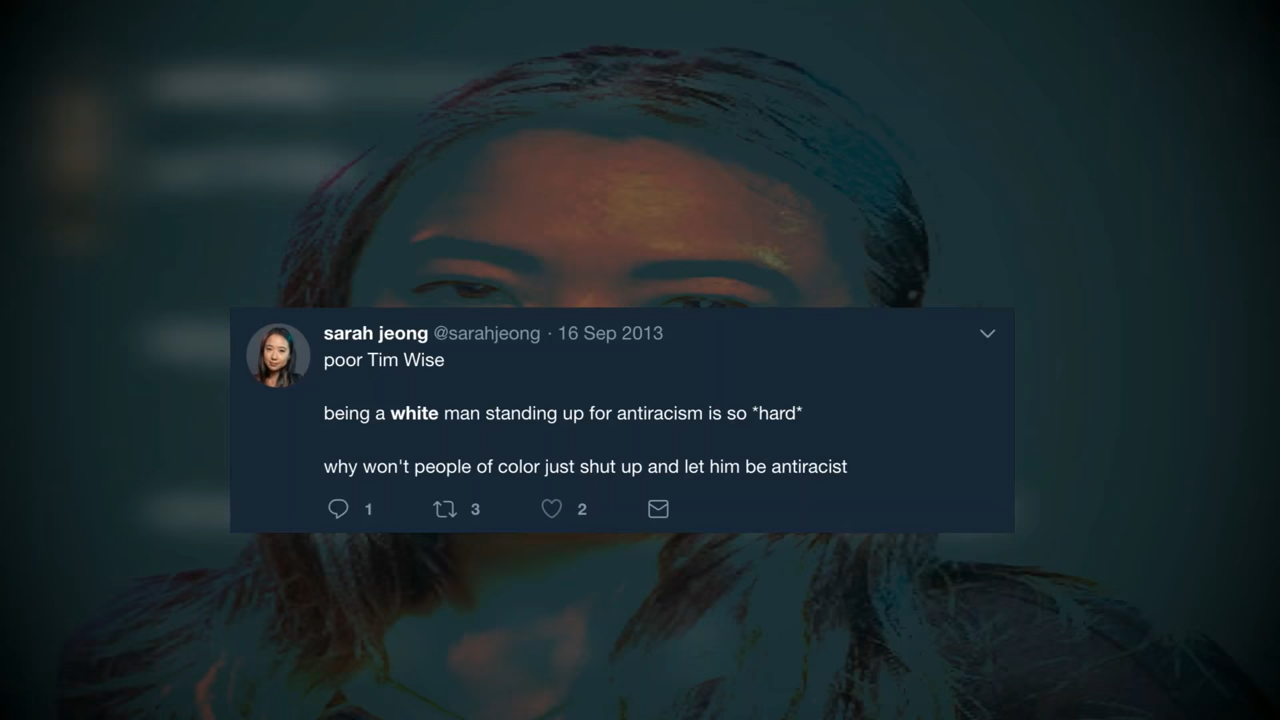 sarah jeong @sarahjeong · 16 Sep 2013
poor Tim Wise
being a white man standing up for antiracism is so *hard*
why won't people of color just shut up and let him be antiracist
1 3 2